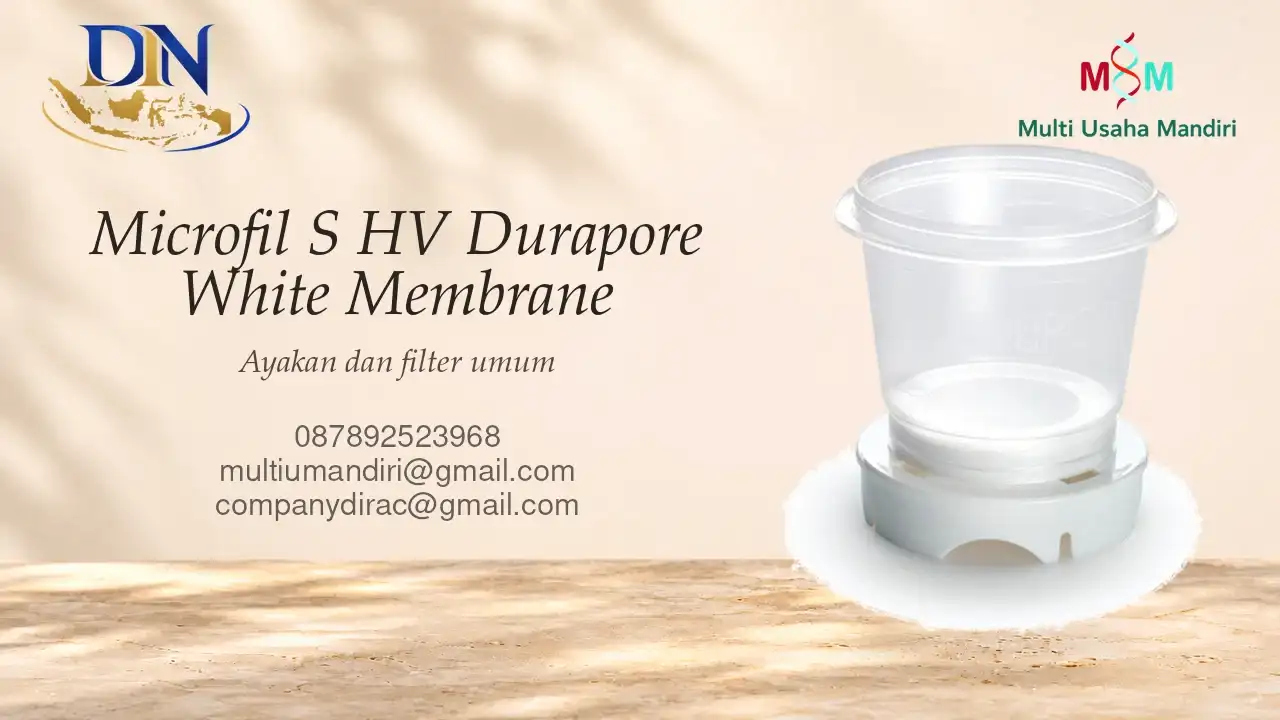 DIN
MSM
Multi Usaha Mandiri
Microfil S HV Durapore
White Membrane
Ayakan dan filter umum
087892523968
multiumandiri@gmail.com
companydirac@gmail.com